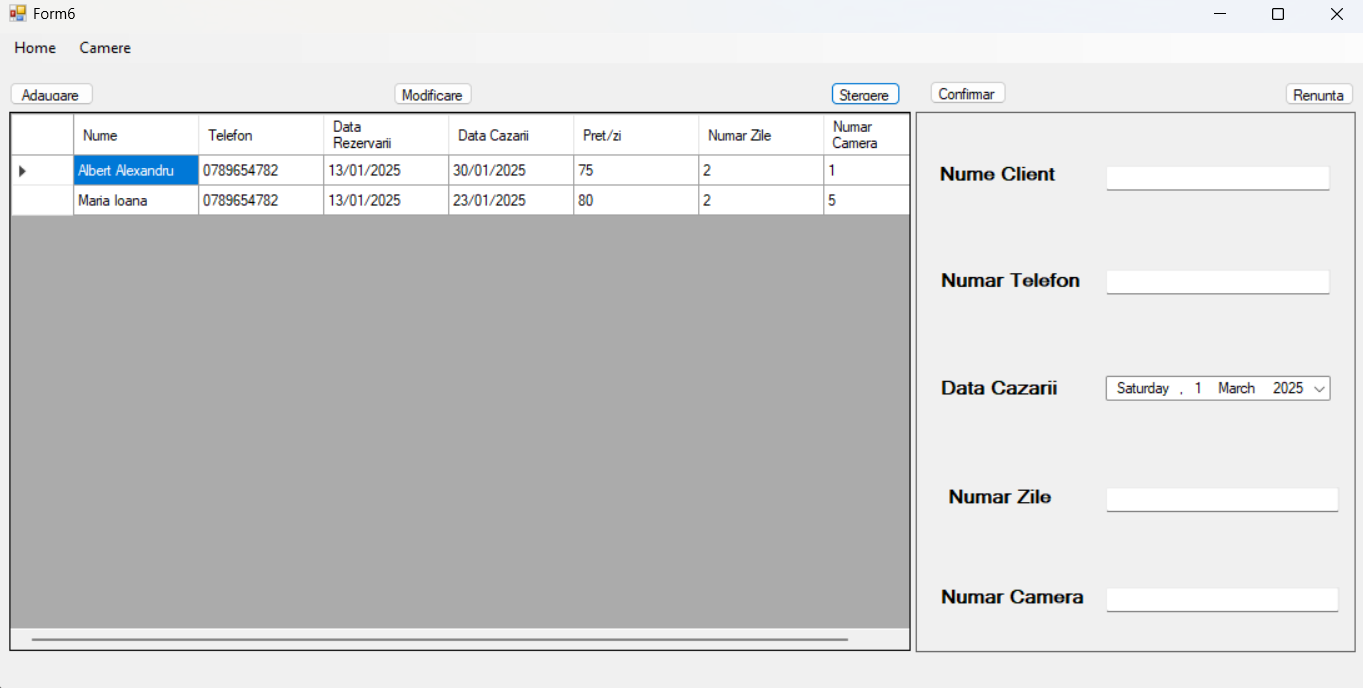 Form6
Home Camere
Adaugare Modificare Stergere Confirmar Renunta
Nume Telefon Data Rezervarii Data Cazarii Pret/zi Numar Zile Numar Camera
Albert Alexandru 0789654782 13/01/2025 30/01/2025 75 2 1
Maria Ioana 0789654782 13/01/2025 23/01/2025 80 2 5
Nume Client
Numar Telefon
Data Cazarii Saturday , 1 March 2025
Numar Zile
Numar Camera